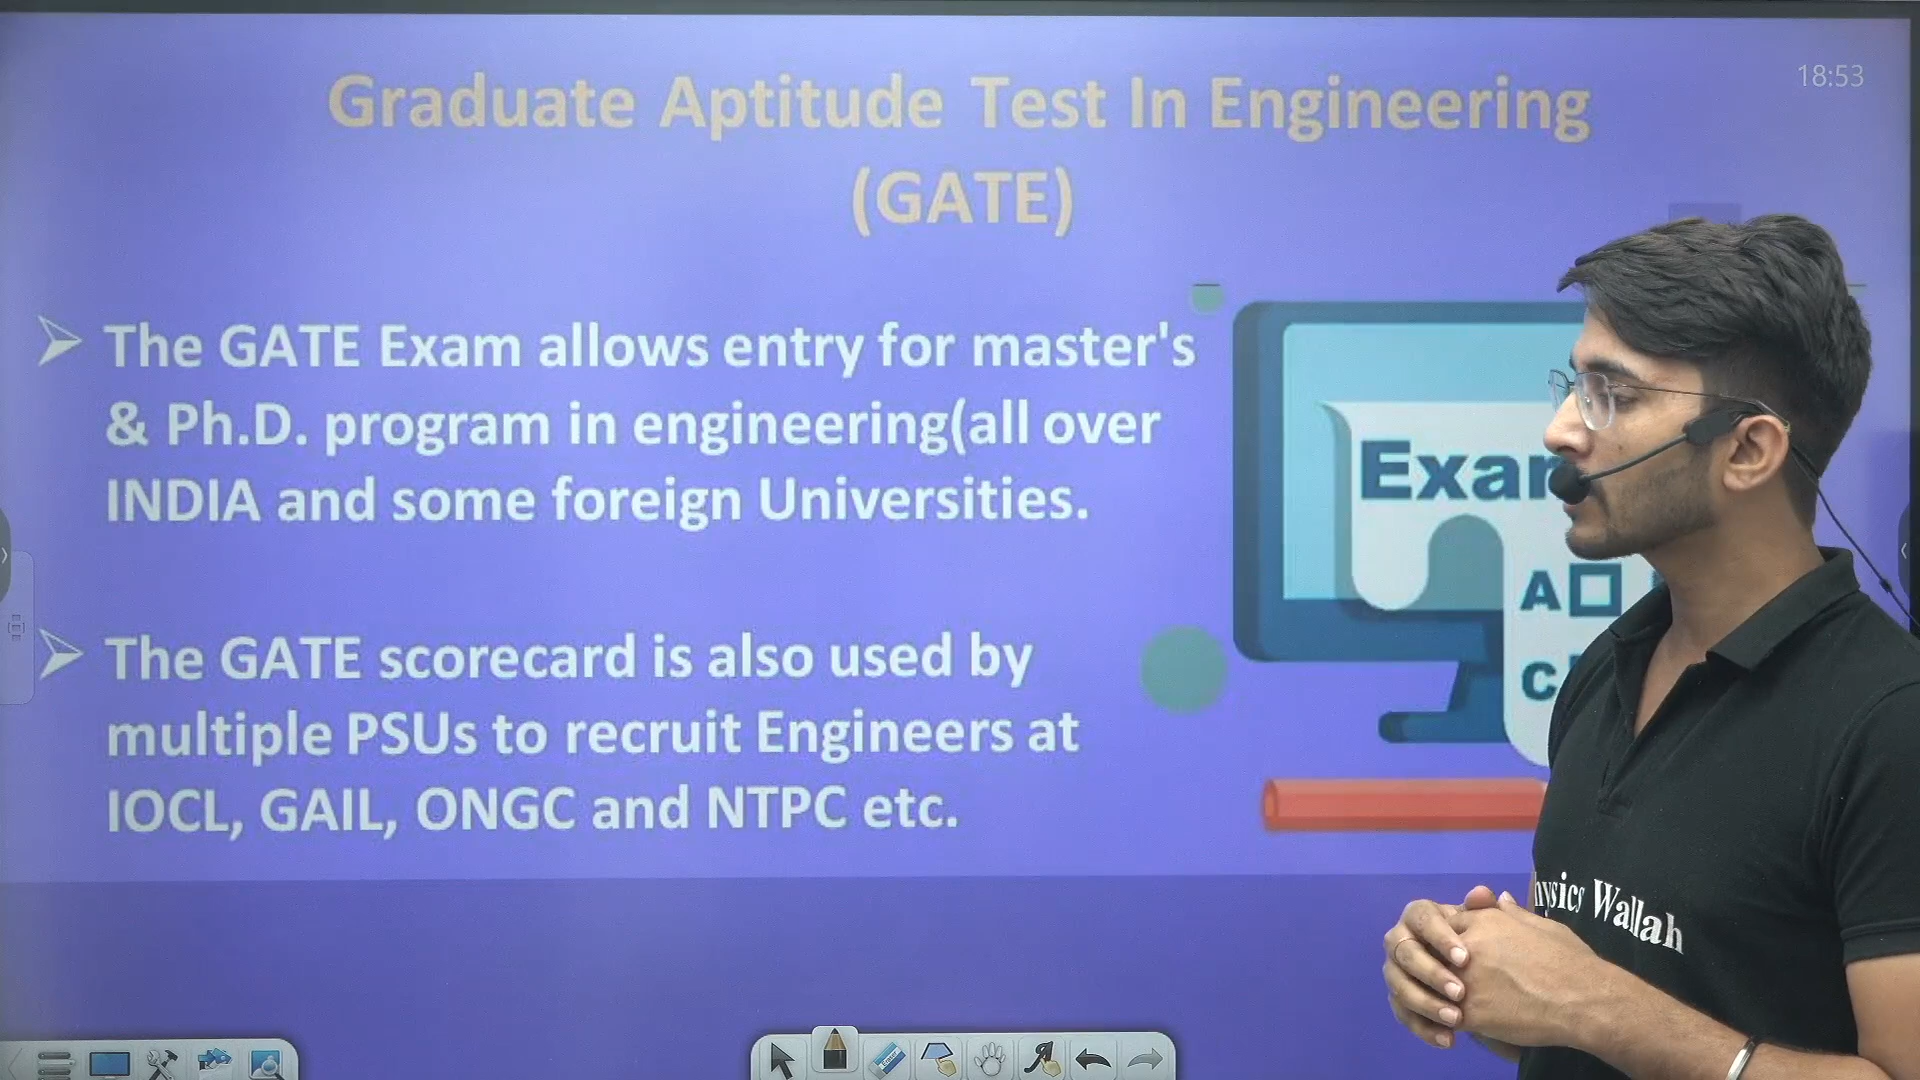 Graduate Aptitude Test In Engineering
(GATE)
18:53
The GATE Exam allows entry for master's
& Ph.D. program in engineering(all over
INDIA and some foreign Universities.
The GATE scorecard is also used by
multiple PSUs to recruit Engineers at
IOCL, GAIL, ONGC and NTPC etc.
A
C
Wallah